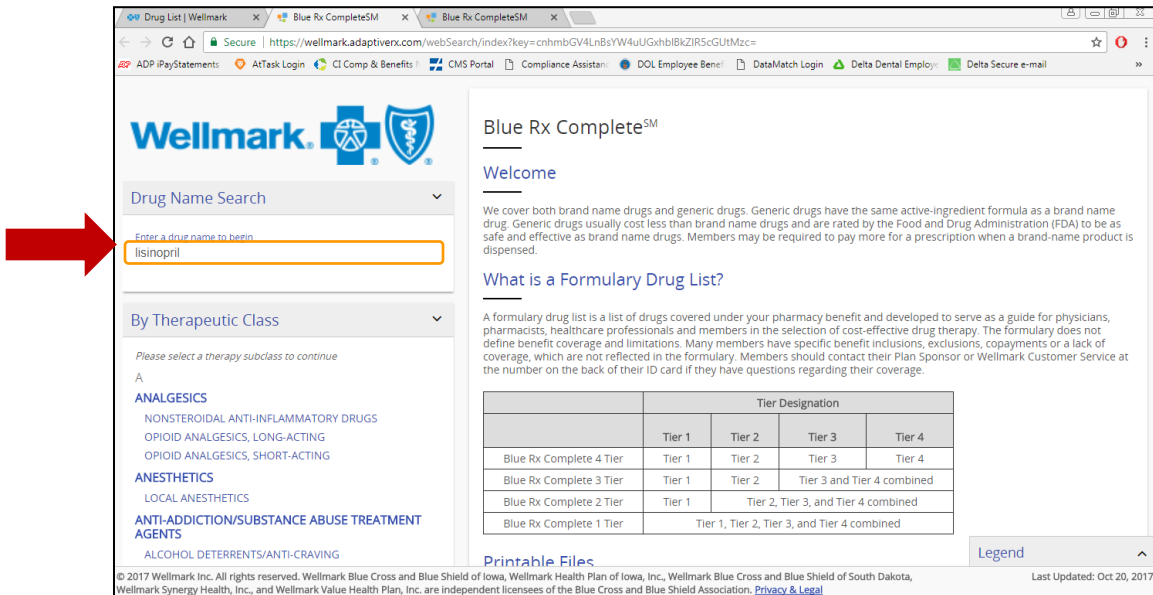 Drug List | Wellmark
Blue Rx CompleteSM
Blue Rx CompleteSM
Secure | https://wellmark.adaptiverx.com/webSearch/index?key=cnhmbGV4LnBsYW4uUGxhblBkZlR5cGUtMzc=
ADP iPayStatements AtTask Login CI Comp & Benefits CMS Portal Compliance Assistanc DOL Employee Benef DataMatch Login Delta Dental Employe Delta Secure e-mail »
Wellmark.
Drug Name Search
Enter a drug name to begin
lisinopril
By Therapeutic Class
Please select a therapy subclass to continue
A
ANALGESICS
NONSTEROIDAL ANTI-INFLAMMATORY DRUGS
OPIOID ANALGESICS, LONG-ACTING
OPIOID ANALGESICS, SHORT-ACTING
ANESTHETICS
LOCAL ANESTHETICS
ANTI-ADDICTION/SUBSTANCE ABUSE TREATMENT
AGENTS
ALCOHOL DETERRENTS/ANTI-CRAVING
Blue Rx Complete℠
Welcome
We cover both brand name drugs and generic drugs. Generic drugs have the same active-ingredient formula as a brand name
drug. Generic drugs usually cost less than brand name drugs and are rated by the Food and Drug Administration (FDA) to be as
safe and effective as brand name drugs. Members may be required to pay more for a prescription when a brand-name product is
dispensed.
What is a Formulary Drug List?
A formulary drug list is a list of drugs covered under your pharmacy benefit and developed to serve as a guide for physicians,
pharmacists, healthcare professionals and members in the selection of cost-effective drug therapy. The formulary does not
define benefit coverage and limitations. Many members have specific benefit inclusions, exclusions, copayments or a lack of
coverage, which are not reflected in the formulary. Members should contact their Plan Sponsor or Wellmark Customer Service at
the number on the back of their ID card if they have questions regarding their coverage.
Tier Designation
Tier 1 Tier 2 Tier 3 Tier 4
Blue Rx Complete 4 Tier Tier 1 Tier 2 Tier 3 Tier 4
Blue Rx Complete 3 Tier Tier 1 Tier 2 Tier 3 and Tier 4 combined
Blue Rx Complete 2 Tier Tier 1 Tier 2, Tier 3, and Tier 4 combined
Blue Rx Complete 1 Tier Tier 1, Tier 2, Tier 3, and Tier 4 combined
Printable Files
Legend
© 2017 Wellmark Inc. All rights reserved. Wellmark Blue Cross and Blue Shield of Iowa, Wellmark Health Plan of Iowa, Inc., Wellmark Blue Cross and Blue Shield of South Dakota,
Wellmark Synergy Health, Inc., and Wellmark Value Health Plan, Inc. are independent licensees of the Blue Cross and Blue Shield Association. Privacy & Legal
Last Updated: Oct 20, 2017